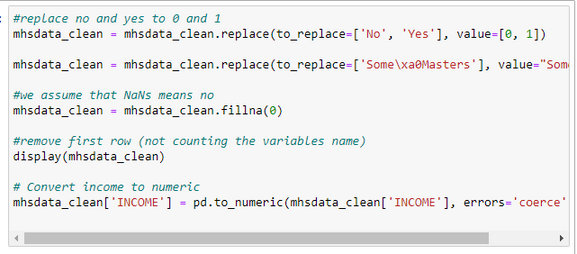 #replace no and yes to 0 and 1
mhsdata_clean = mhsdata_clean.replace(to_replace=['No', 'Yes'], value=[0, 1])
mhsdata_clean = mhsdata_clean.replace(to_replace=['Some\xa0Masters'], value="Som
#we assume that NaNs means no
mhsdata_clean = mhsdata_clean.fillna(0)
#remove first row (not counting the variables name)
display(mhsdata_clean)
# Convert income to numeric
mhsdata_clean['INCOME'] = pd.to_numeric(mhsdata_clean['INCOME'], errors='coerce'